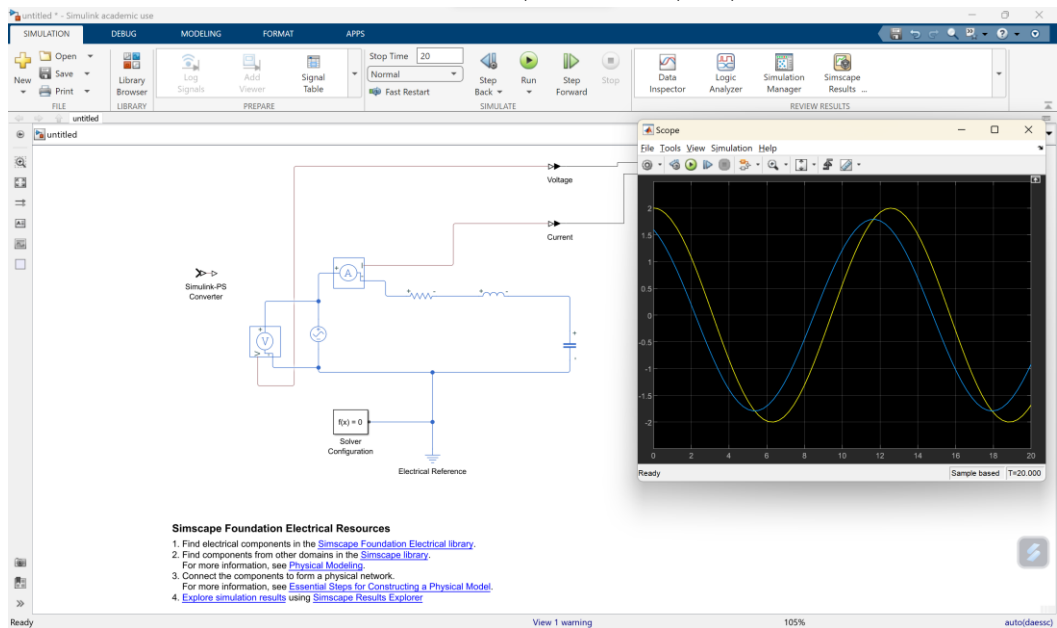 untitled * - Simulink academic use
SIMULATION DEBUG MODELING FORMAT APPS
New
Open
Save
Print
FILE
Library
Browser
LIBRARY
Log
Signals
Add
Viewer
Signal
Table
PREPARE
Stop Time 20
Normal
Fast Restart
Step
Back
Run
Step
Forward
Stop
SIMULATE
Data
Inspector
Logic
Analyzer
Simulation
Manager
Simscape
Results ...
REVIEW RESULTS
untitled
untitled
Voltage
Current
Simulink-PS
Converter
+
A
+ -
+ -
+
V
+
-
f(x) = 0
Solver
Configuration
Electrical Reference
Scope
File Tools View Simulation Help
2
1.5
1
0.5
0
-0.5
-1
-1.5
-2
0 2 4 6 8 10 12 14 16 18 20
Ready Sample based T=20.000
Simscape Foundation Electrical Resources
1. Find electrical components in the Simscape Foundation Electrical library.
2. Find components from other domains in the Simscape library.
For more information, see Physical Modeling.
3. Connect the components to form a physical network.
For more information, see Essential Steps for Constructing a Physical Model.
4. Explore simulation results using Simscape Results Explorer
Ready View 1 warning 105% auto(daessc)